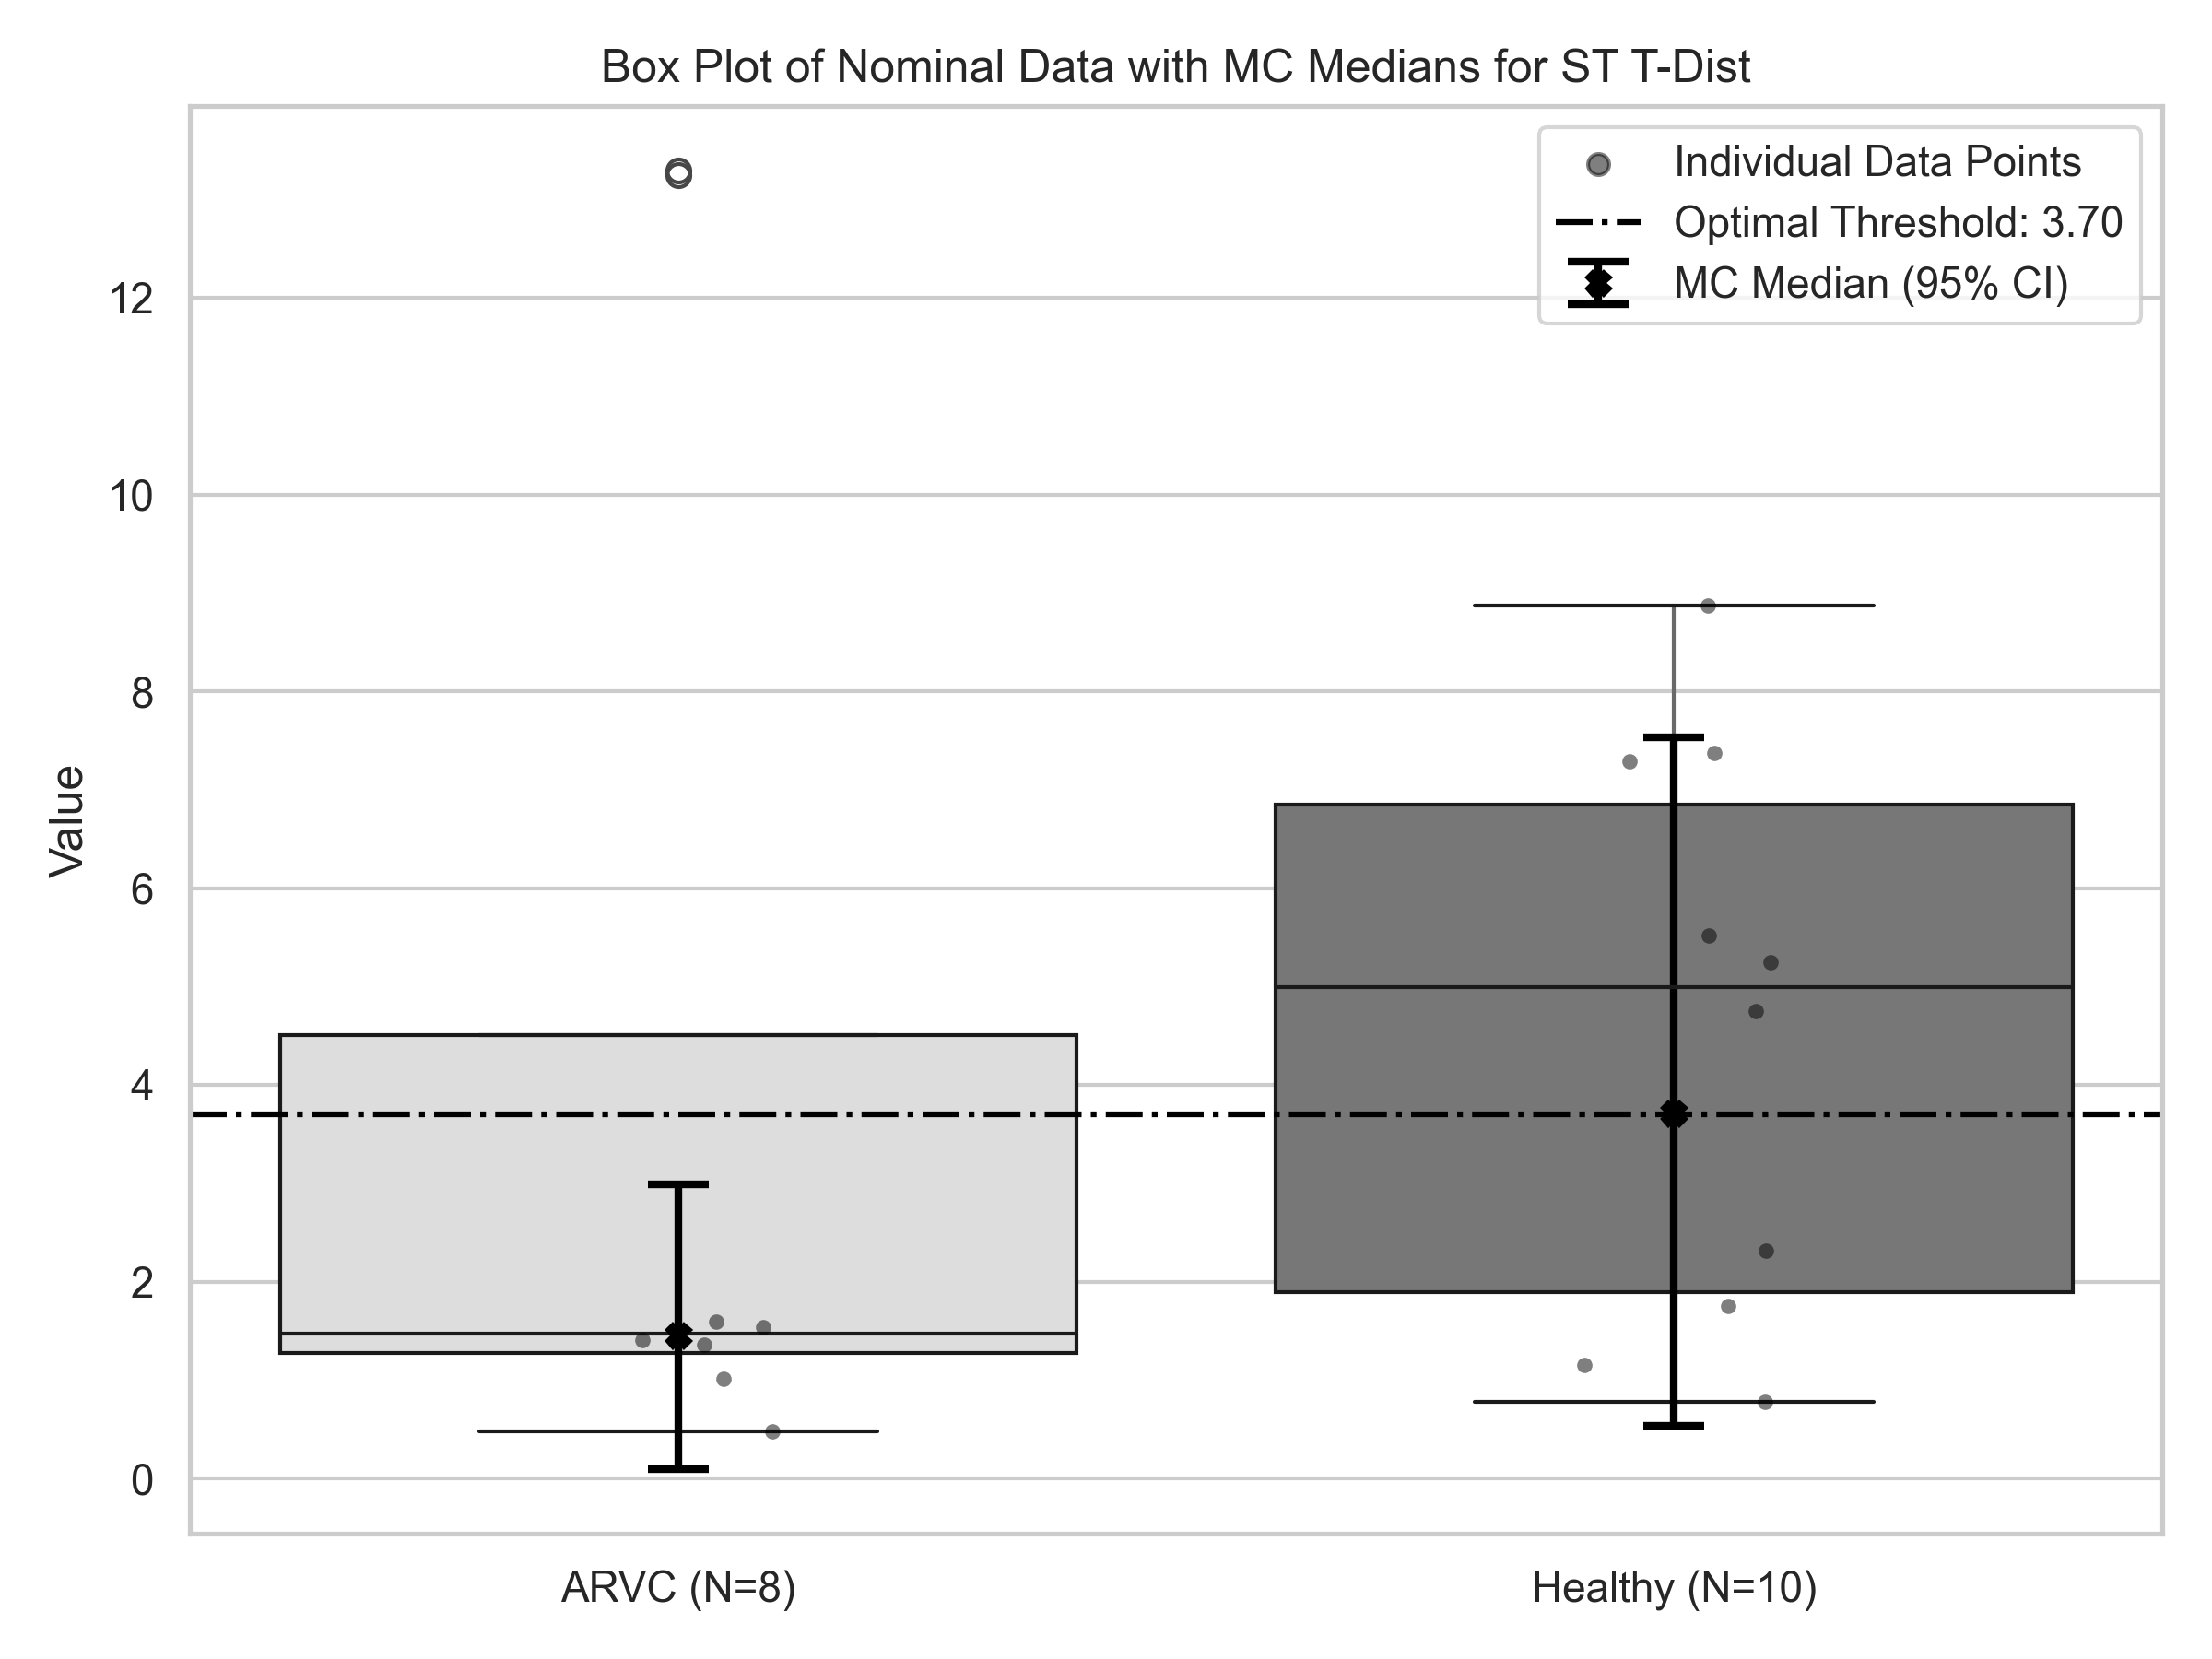 Box Plot of Nominal Data with MC Medians for ST T-Dist
Individual Data Points
Optimal Threshold: 3.70
MC Median (95% CI)
12
10
8
6
4
2
0
Value
ARVC (N=8)
Healthy (N=10)